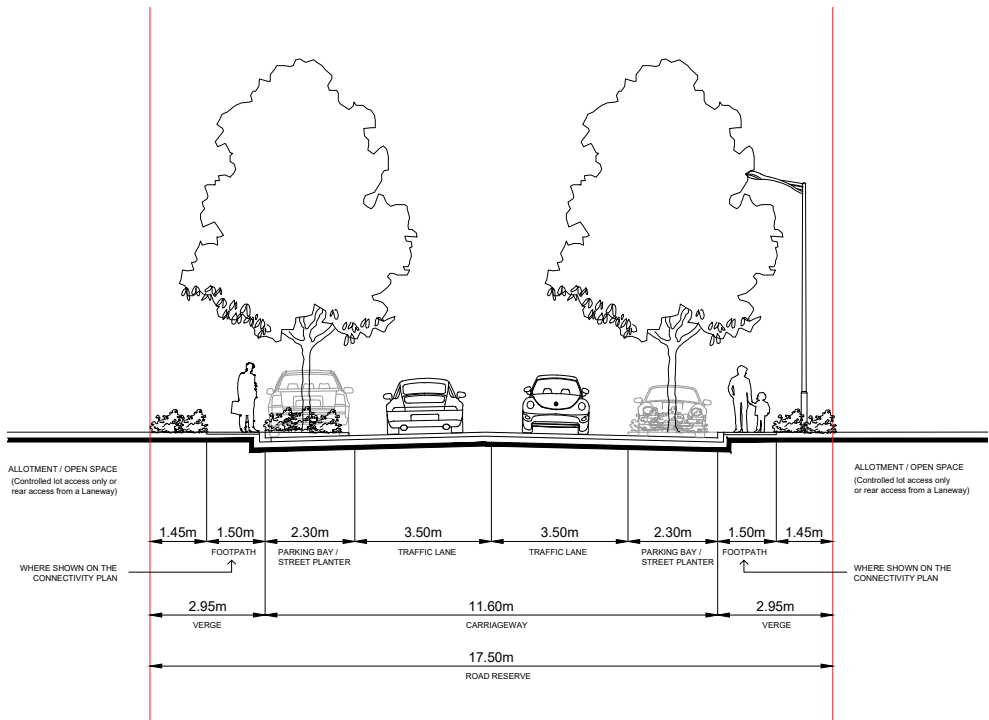 ALLOTMENT / OPEN SPACE
(Controlled lot access only or
rear access from a Laneway)
ALLOTMENT / OPEN SPACE
(Controlled lot access only
or rear access from a Laneway)
1.45m 1.50m 2.30m 3.50m 3.50m 2.30m 1.50m 1.45m
FOOTPATH PARKING BAY / TRAFFIC LANE TRAFFIC LANE PARKING BAY / FOOTPATH
STREET PLANTER STREET PLANTER
WHERE SHOWN ON THE
CONNECTIVITY PLAN
WHERE SHOWN ON THE
CONNECTIVITY PLAN
2.95m 11.60m 2.95m
VERGE CARRIAGEWAY VERGE
17.50m
ROAD RESERVE